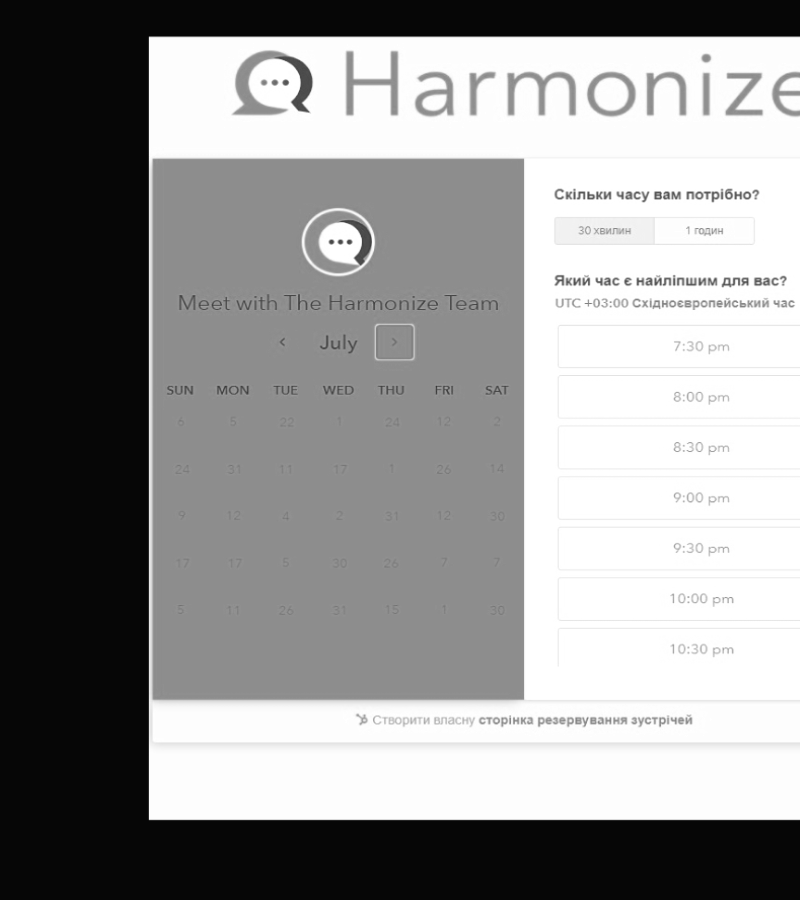 Harmonize
Meet with The Harmonize Team
July
SUN MON TUE WED THU FRI SAT
6 5 22 1 24 12 2
24 31 11 17 1 26 14
9 12 4 2 31 12 30
17 17 5 30 26 7 7
5 11 26 31 15 1 30
Скільки часу вам потрібно?
30 хвилин 1 годин
Який час є найліпшим для вас?
UTC +03:00 Східноєвропейський час
7:30 pm
8:00 pm
8:30 pm
9:00 pm
9:30 pm
10:00 pm
10:30 pm
Створити власну сторінка резервування зустрічей